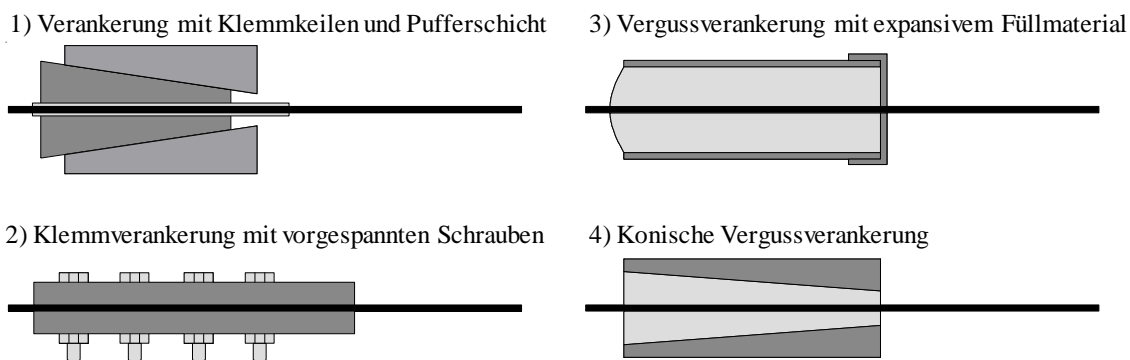 1) Verankerung mit Klemmkeilen und Pufferschicht
3) Vergussverankerung mit expansivem Füllmaterial
2) Klemmverankerung mit vorgespannten Schrauben
4) Konische Vergussverankerung